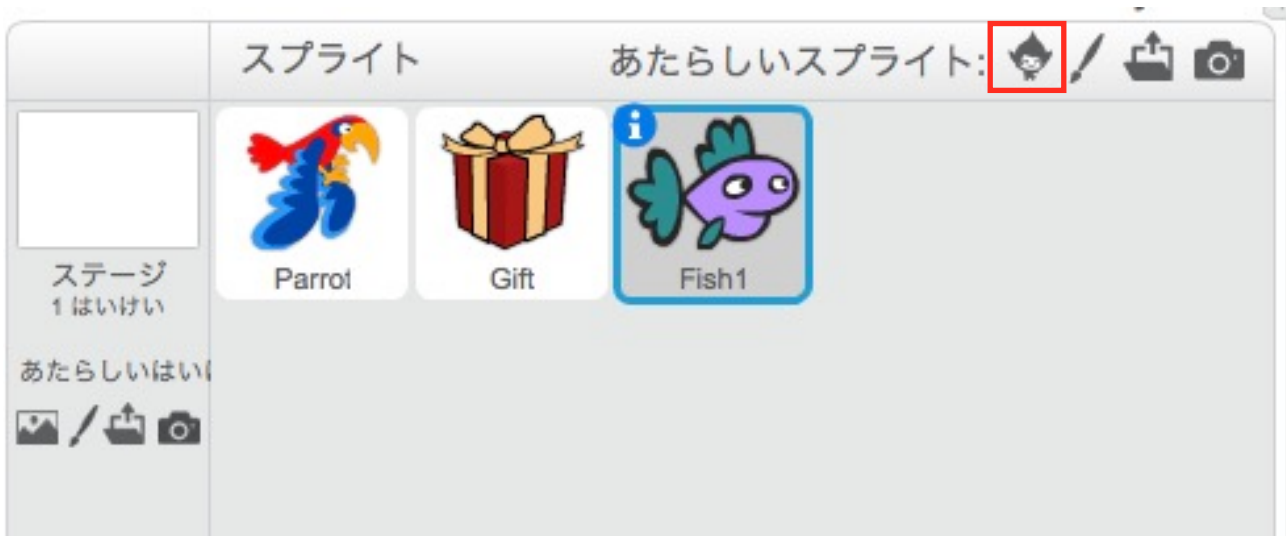 スプライト
あたらしいスプライト:
Parrot
Gift
Fish1
ステージ
1 はいけい
あたらしいはい